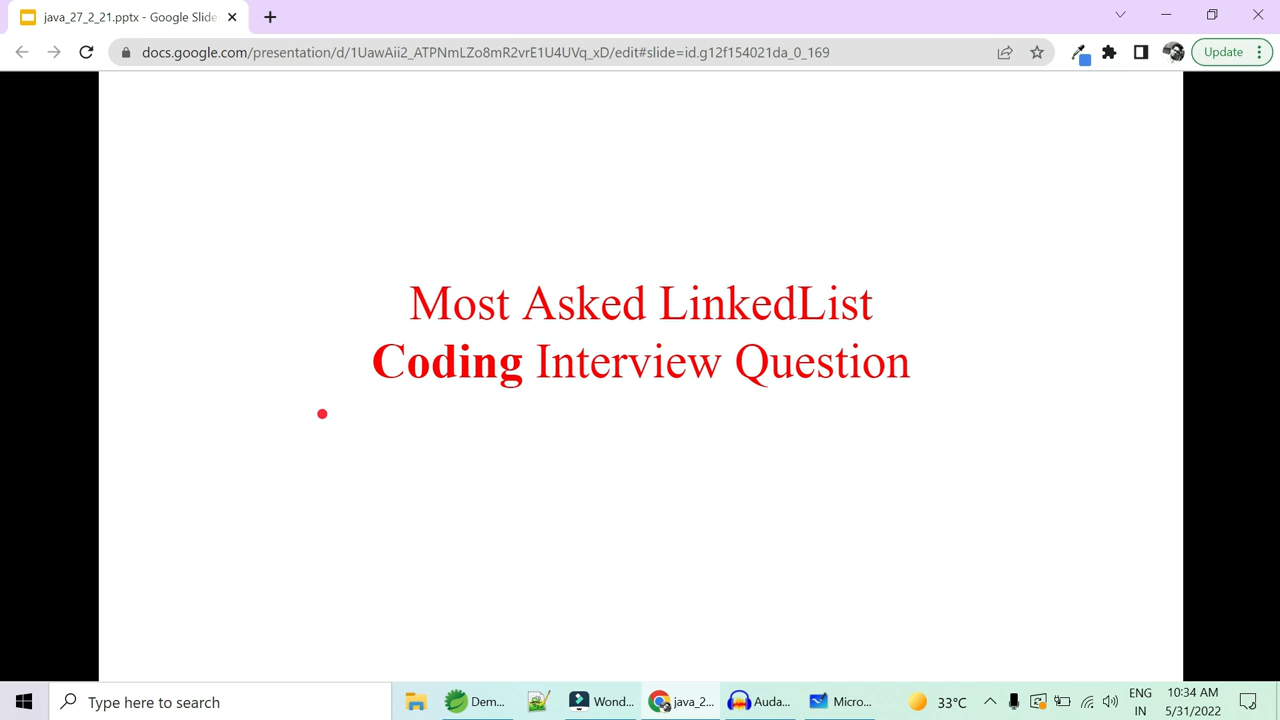 java_27_2_21.pptx - Google Slide
docs.google.com/presentation/d/1UawAii2_ATPNmLZo8mR2vrE1U4UVq_xD/edit#slide=id.g12f154021da_0_169
Update
Most Asked LinkedList
Coding Interview Question
Type here to search
Dem...
Wond...
java_2...
Auda...
Micro...
33°C
ENG
IN
10:34 AM
5/31/2022